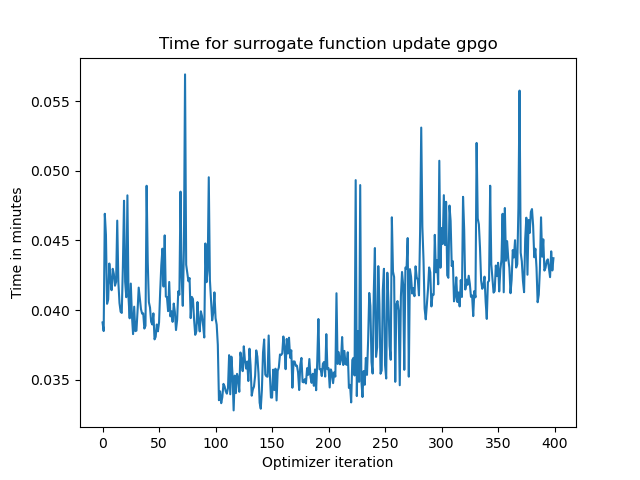 Time for surrogate function update gpgo
0.055
0.050
0.045
0.040
0.035
Time in minutes
0 50 100 150 200 250 300 350 400
Optimizer iteration